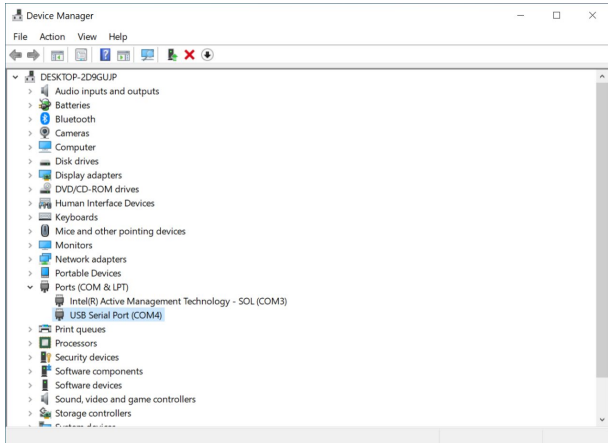 Device Manager
File Action View Help
DESKTOP-2D9GUJP
Audio inputs and outputs
Batteries
Bluetooth
Cameras
Computer
Disk drives
Display adapters
DVD/CD-ROM drives
Human Interface Devices
Keyboards
Mice and other pointing devices
Monitors
Network adapters
Portable Devices
Ports (COM & LPT)
Intel(R) Active Management Technology - SOL (COM3)
USB Serial Port (COM4)
Print queues
Processors
Security devices
Software components
Software devices
Sound, video and game controllers
Storage controllers
System devices